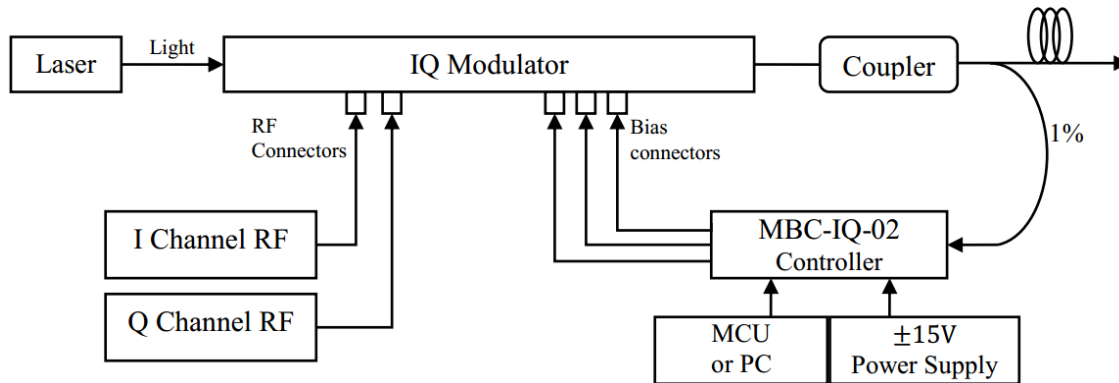 Laser
Light
IQ Modulator
Coupler
RF
Connectors
Bias
connectors
1%
I Channel RF
Q Channel RF
MBC-IQ-02
Controller
MCU
or PC
±15V
Power Supply